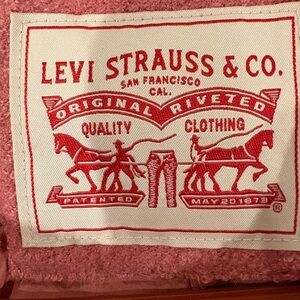 LEVI STRAUSS & CO.
SAN FRANCISCO
CAL.
ORIGINAL RIVETED
QUALITY CLOTHING
PATENTED MAY 20 1873
®